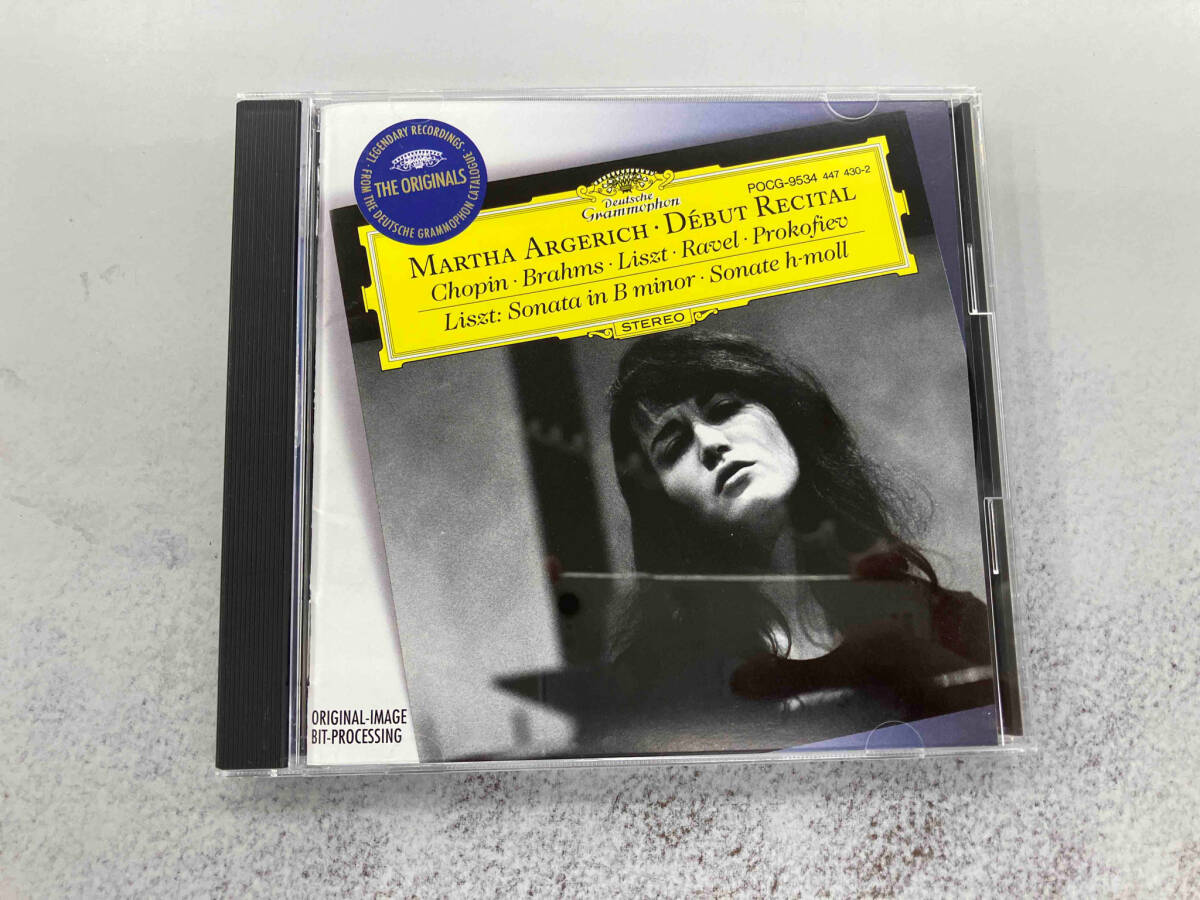 LEGENDARY RECORDINGS · FROM THE DEUTSCHE GRAMMOPHON CATALOGUE ·
THE ORIGINALS
Deutsche
Grammophon
POCG-9534 447 430-2
MARTHA ARGERICH · DÉBUT RECITAL
Chopin · Brahms · Liszt · Ravel · Prokofiev
Liszt: Sonata in B minor · Sonate h-moll
STEREO
ORIGINAL-IMAGE
BIT-PROCESSING